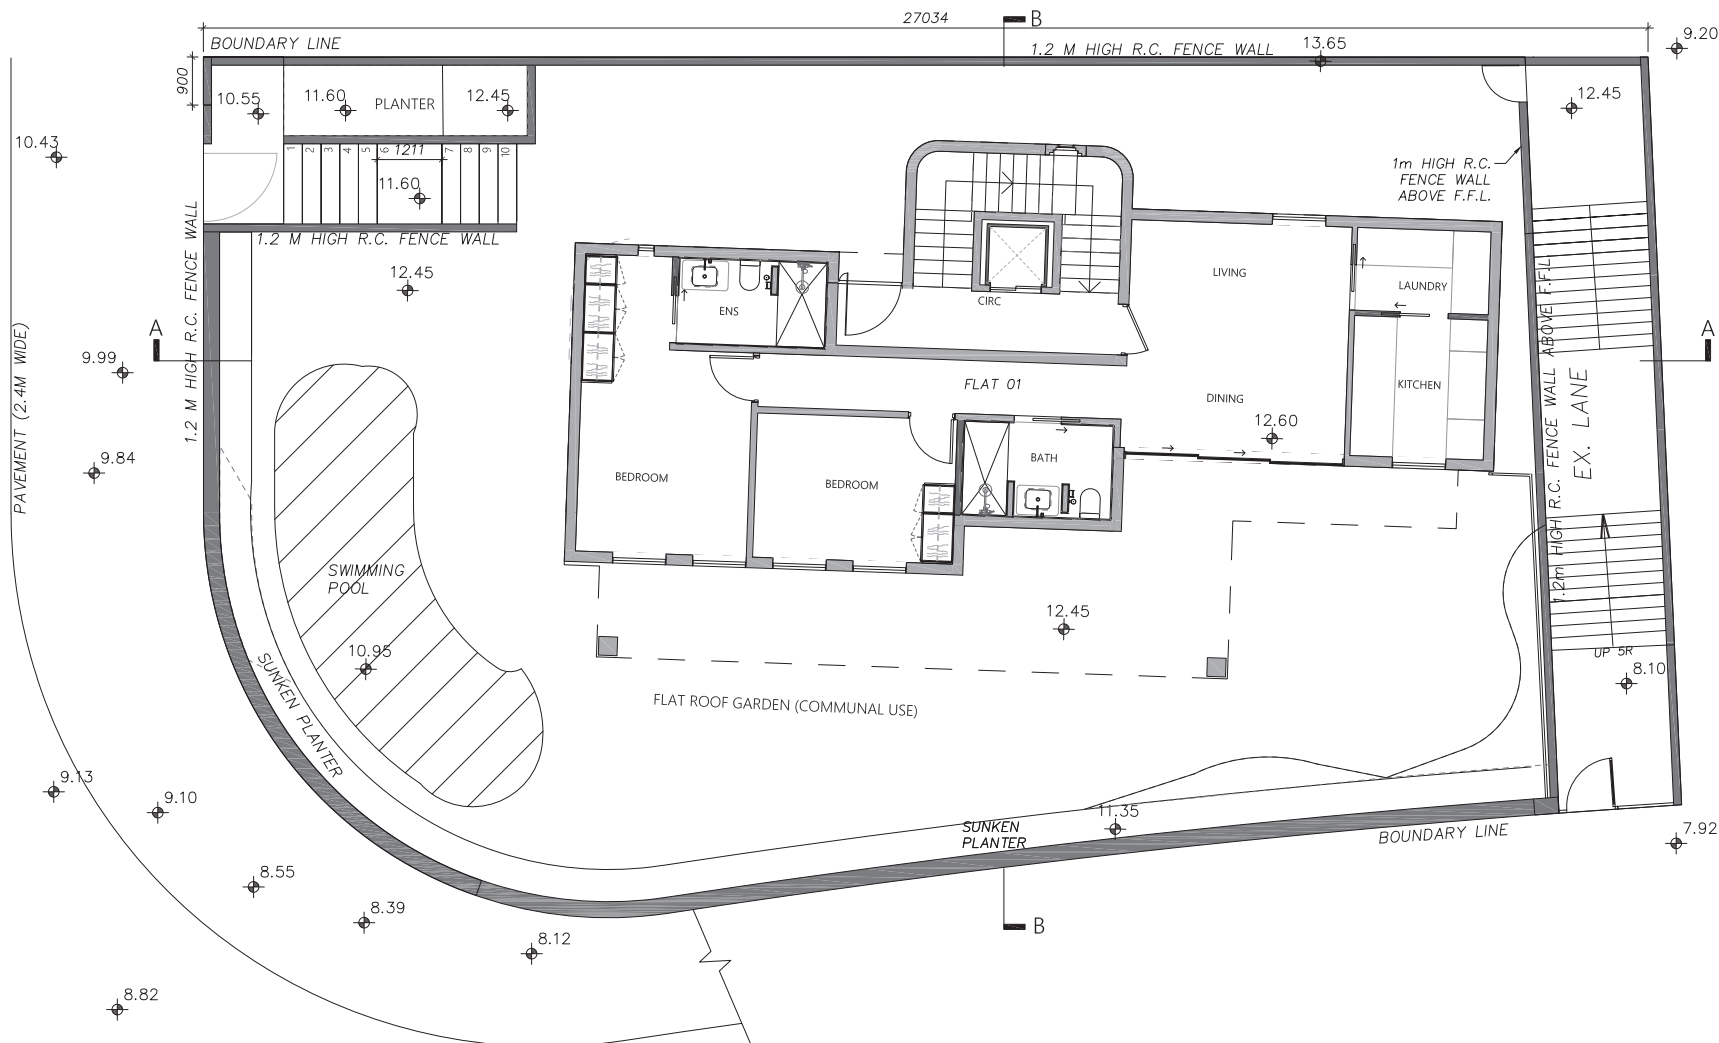 27034
B
9.20
BOUNDARY LINE
1.2 M HIGH R.C. FENCE WALL
13.65
900
10.55
11.60
PLANTER
12.45
12.45
10.43
1
2
3
4
5
6
1211
7
8
9
10
11.60
1m HIGH R.C.
FENCE WALL
ABOVE F.F.L.
1.2 M HIGH R.C. FENCE WALL
1.2 M HIGH R.C. FENCE WALL
12.45
LIVING
LAUNDRY
CIRC
ENS
A
A
9.99
PAVEMENT (2.4M WIDE)
FLAT 01
KITCHEN
DINING
12.60
1.2m HIGH R.C. FENCE WALL ABOVE F.F.L.
EX. LANE
9.84
BATH
BEDROOM
BEDROOM
SWIMMING
POOL
12.45
10.95
UP 5R
8.10
SUNKEN PLANTER
FLAT ROOF GARDEN (COMMUNAL USE)
9.13
9.10
11.35
SUNKEN
PLANTER
BOUNDARY LINE
7.92
8.55
8.39
B
8.12
8.82